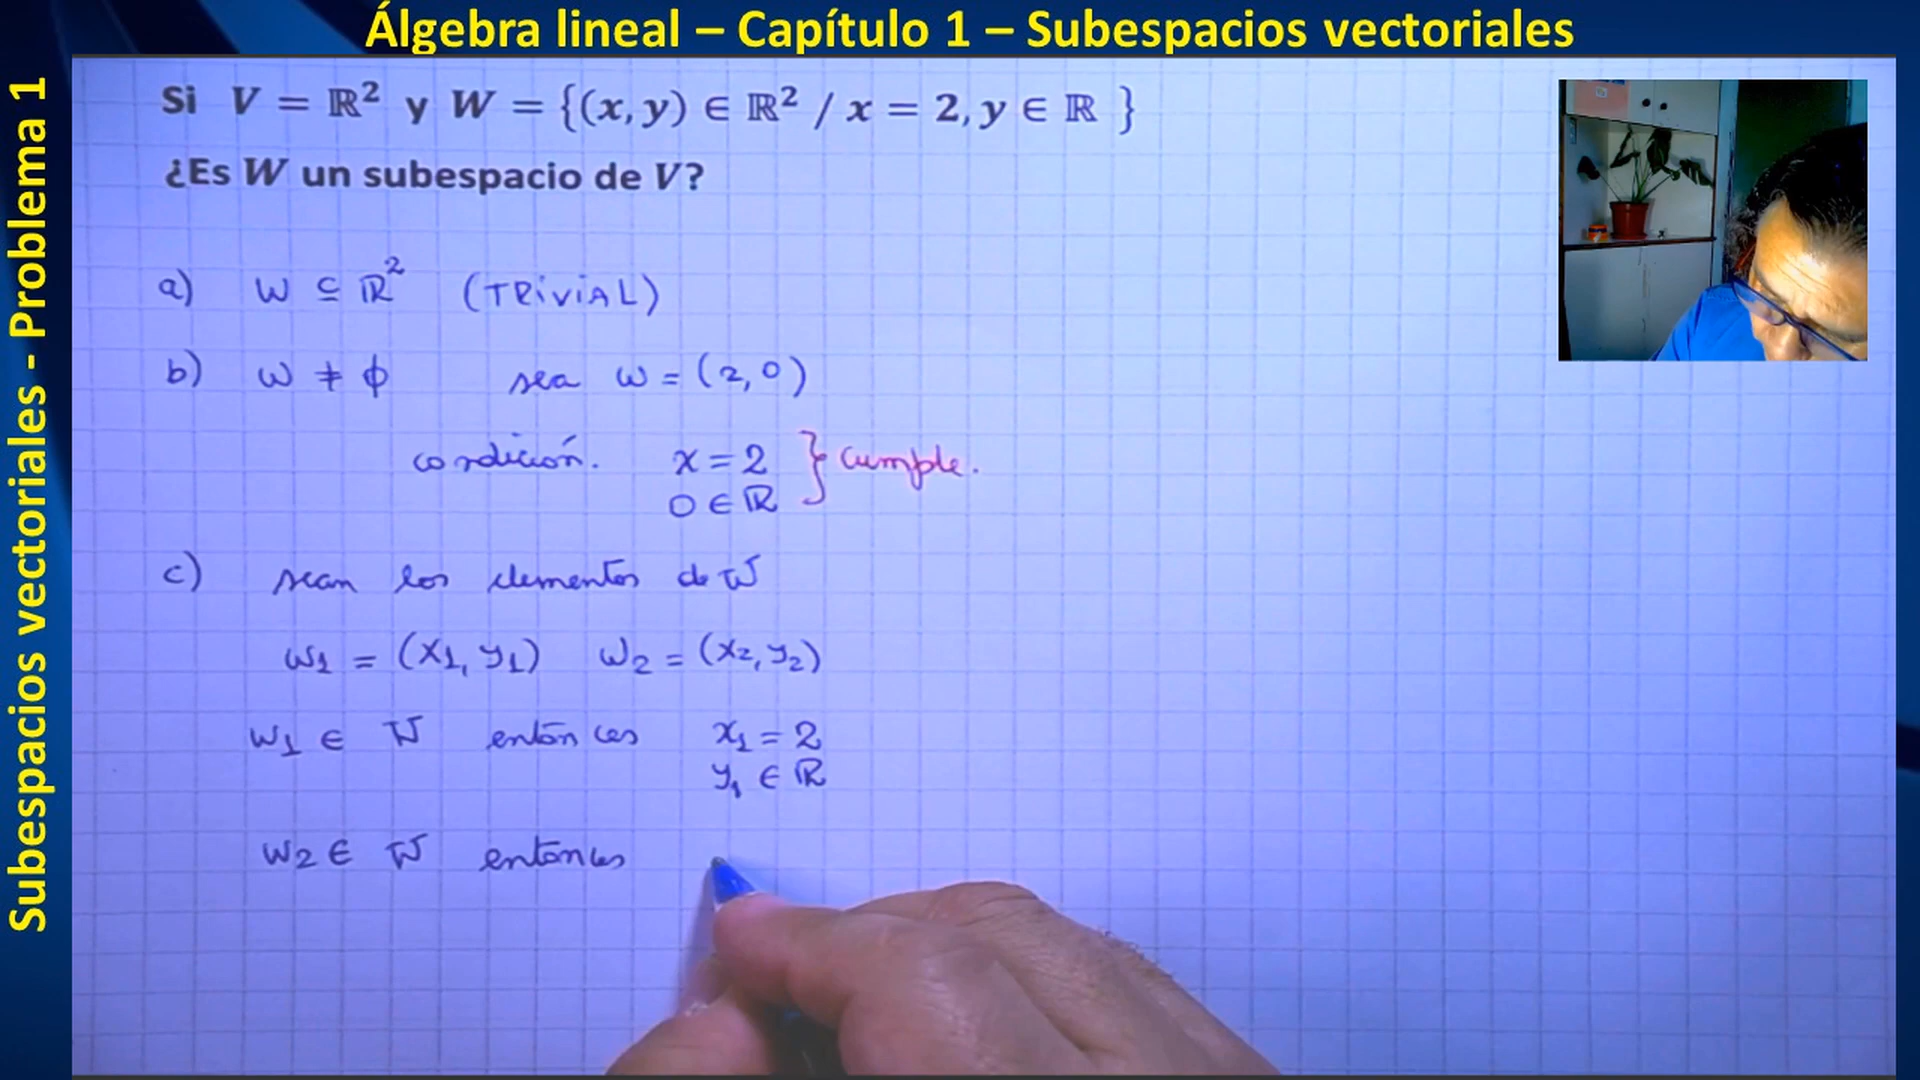 Álgebra lineal – Capítulo 1 – Subespacios vectoriales
Subespacios vectoriales - Problema 1
Si V = ℝ² y W = {(x, y) ∈ ℝ² / x = 2, y ∈ ℝ }
¿Es W un subespacio de V?
a) W ⊆ ℝ² (TRiViAL)
b) W ≠ ϕ sea w = (2, 0)
condición. x = 2 } cumple.
0 ∈ ℝ
c) sean los elementos de W
w1 = (x1, y1) w2 = (x2, y2)
w1 ∈ W entónces x1 = 2
y1 ∈ ℝ
w2 ∈ W entónces